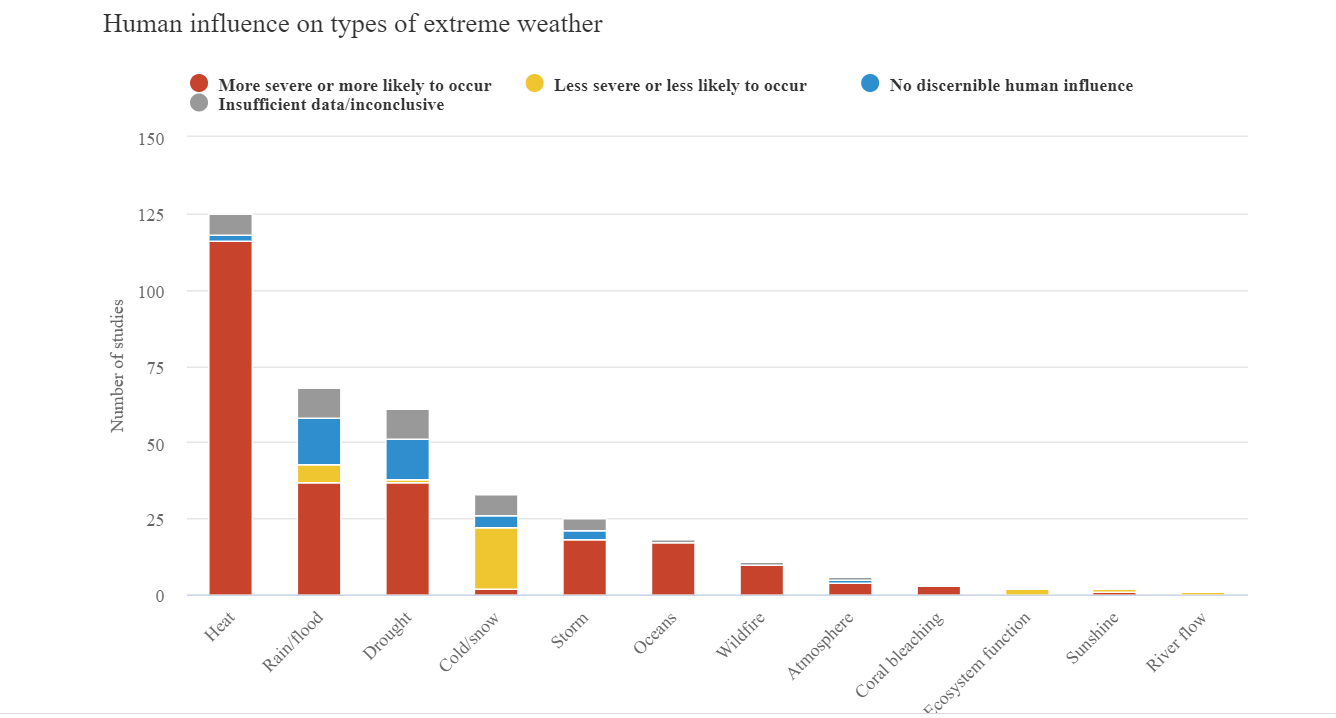 Human influence on types of extreme weather
More severe or more likely to occur
Less severe or less likely to occur
No discernible human influence
Insufficient data/inconclusive
150
125
100
75
50
25
0
Number of studies
Heat
Rain/flood
Drought
Cold/snow
Storm
Oceans
Wildfire
Atmosphere
Coral bleaching
Ecosystem function
Sunshine
River flow